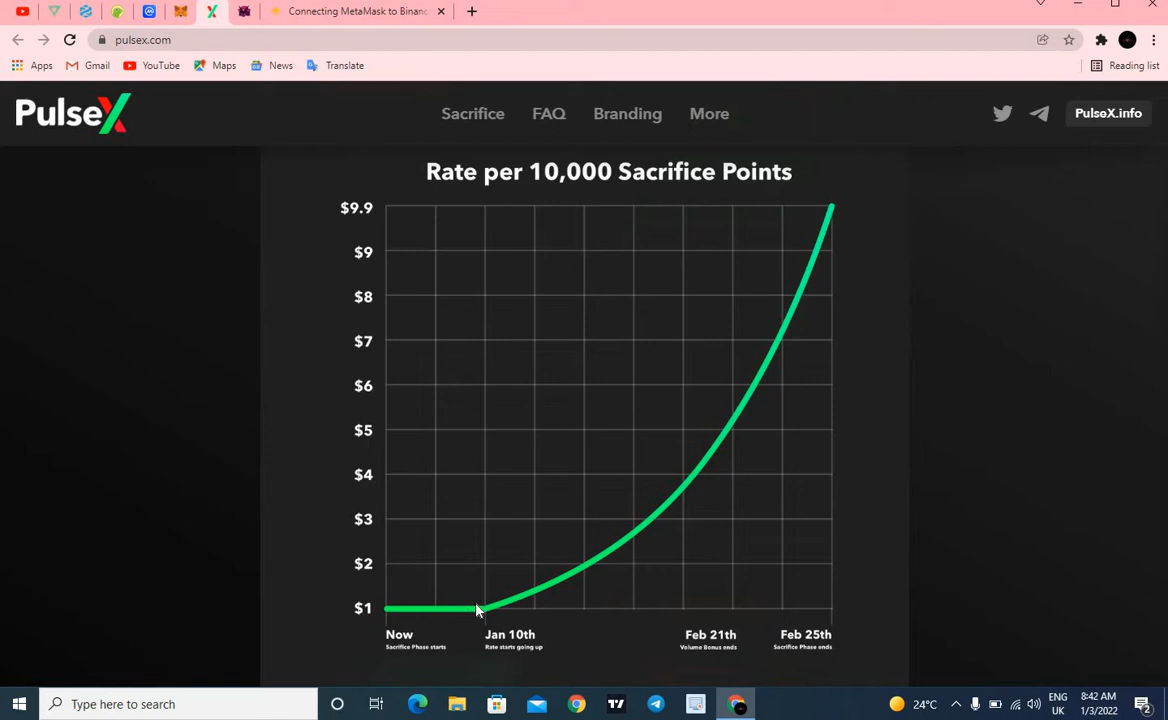 Connecting MetaMask to Binanc
pulsex.com
Apps Gmail YouTube Maps News Translate Reading list
PulseX Sacrifice FAQ Branding More PulseX.info
Rate per 10,000 Sacrifice Points
$9.9
$9
$8
$7
$6
$5
$4
$3
$2
$1
Now Jan 10th Feb 21th Feb 25th
Sacrifice Phase starts Rate starts going up Volume Bonus ends Sacrifice Phase ends
Type here to search 24°C ENG 8:42 AM
UK 1/3/2022 2